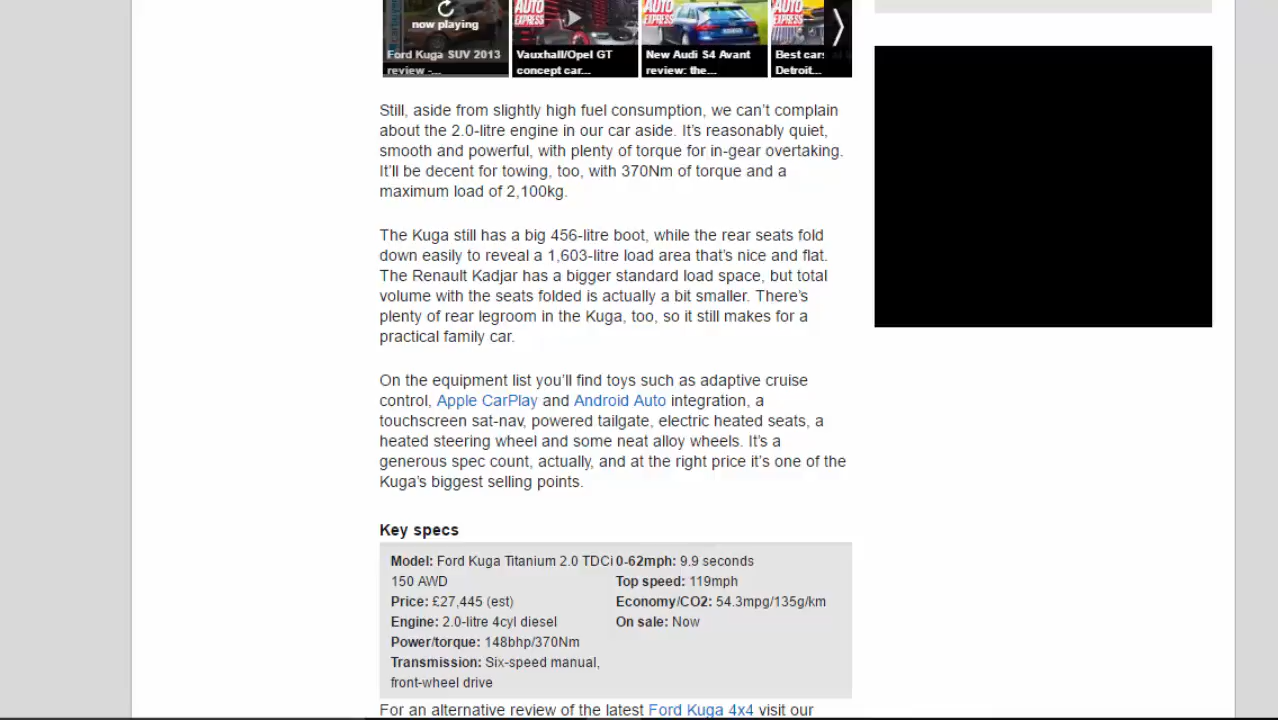 now playing
Ford Kuga SUV 2013
review -...
AUTO
EXPRESS
Vauxhall/Opel GT
concept car...
AUTO
EXPRESS
New Audi S4 Avant
review: the...
AUTO
EXPRESS
Best cars
Detroit...
Still, aside from slightly high fuel consumption, we can’t complain
about the 2.0-litre engine in our car aside. It’s reasonably quiet,
smooth and powerful, with plenty of torque for in-gear overtaking.
It’ll be decent for towing, too, with 370Nm of torque and a
maximum load of 2,100kg.
The Kuga still has a big 456-litre boot, while the rear seats fold
down easily to reveal a 1,603-litre load area that’s nice and flat.
The Renault Kadjar has a bigger standard load space, but total
volume with the seats folded is actually a bit smaller. There’s
plenty of rear legroom in the Kuga, too, so it still makes for a
practical family car.
On the equipment list you’ll find toys such as adaptive cruise
control, Apple CarPlay and Android Auto integration, a
touchscreen sat-nav, powered tailgate, electric heated seats, a
heated steering wheel and some neat alloy wheels. It’s a
generous spec count, actually, and at the right price it’s one of the
Kuga’s biggest selling points.
Key specs
Model: Ford Kuga Titanium 2.0 TDCi
150 AWD
Price: £27,445 (est)
Engine: 2.0-litre 4cyl diesel
Power/torque: 148bhp/370Nm
Transmission: Six-speed manual,
front-wheel drive
0-62mph: 9.9 seconds
Top speed: 119mph
Economy/CO2: 54.3mpg/135g/km
On sale: Now
For an alternative review of the latest Ford Kuga 4x4 visit our